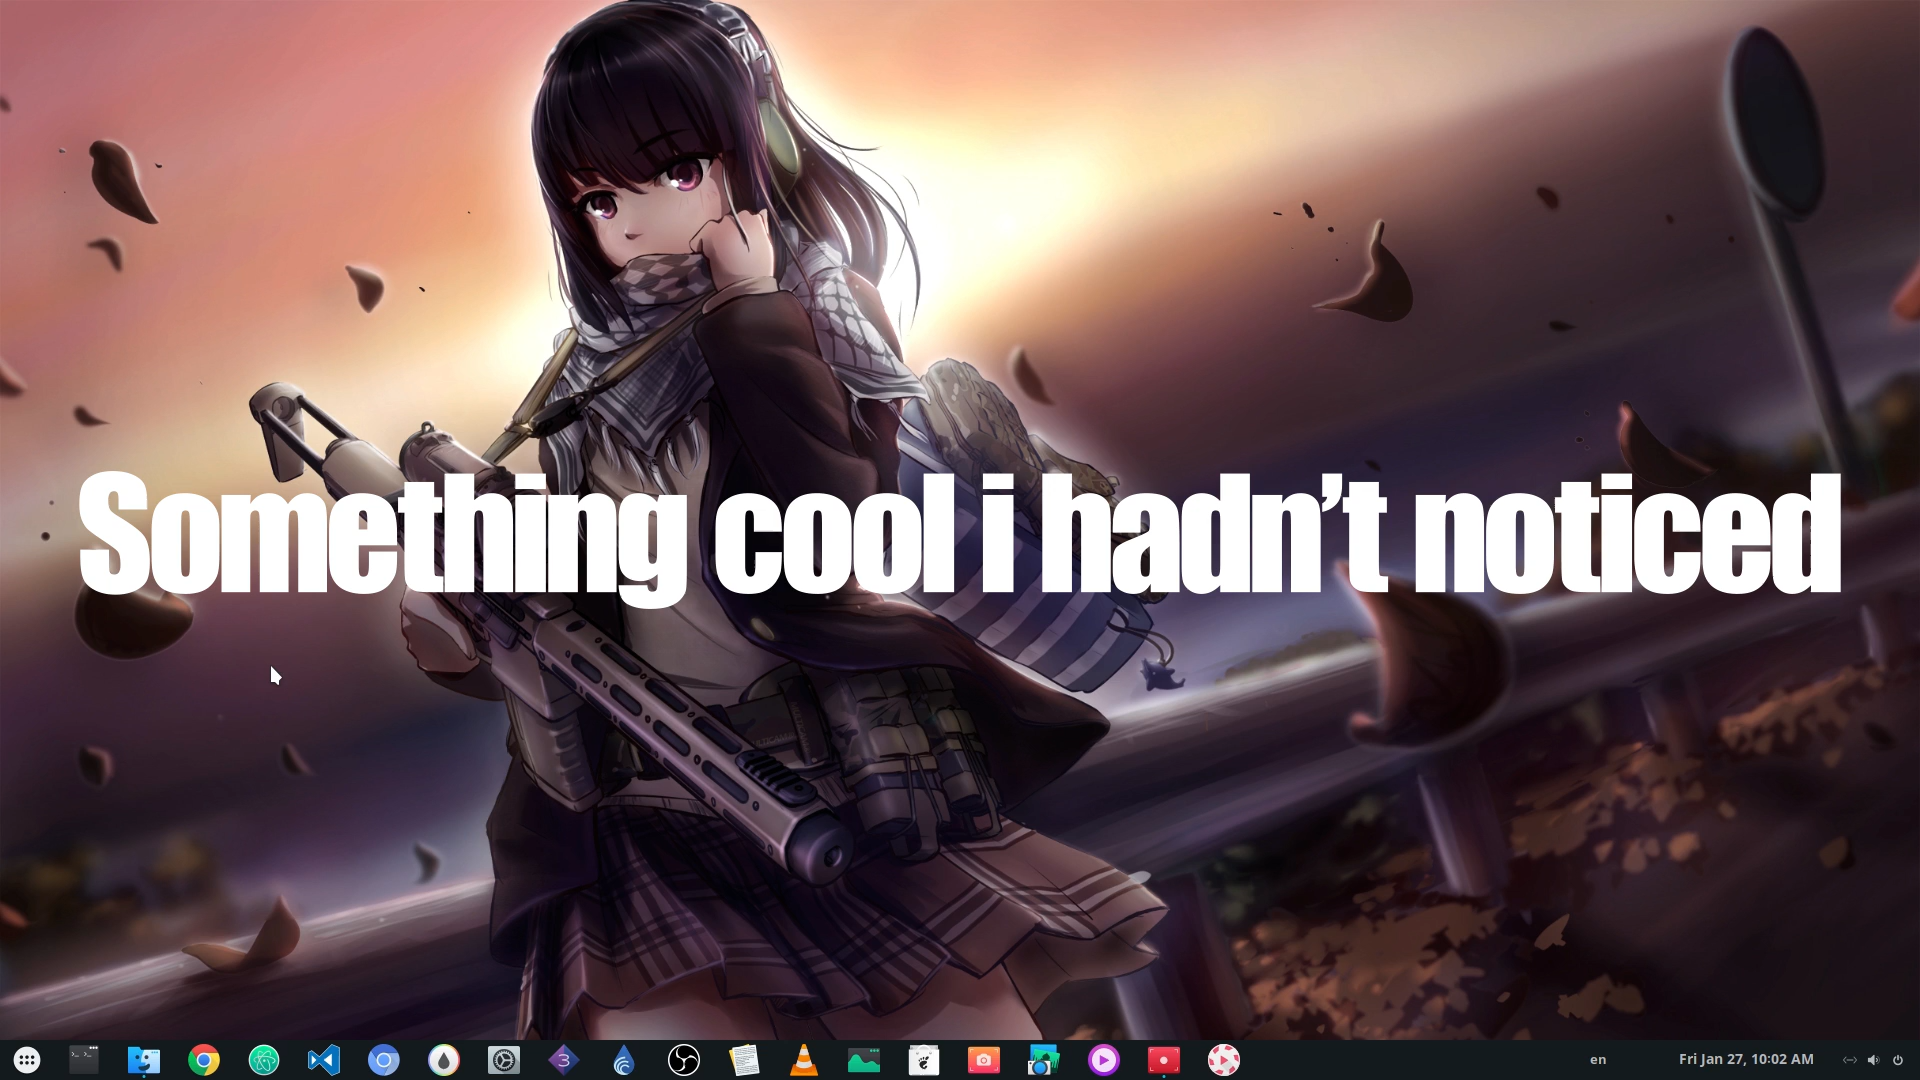 Something cool i hadn’t noticed
en
Fri Jan 27, 10:02 AM